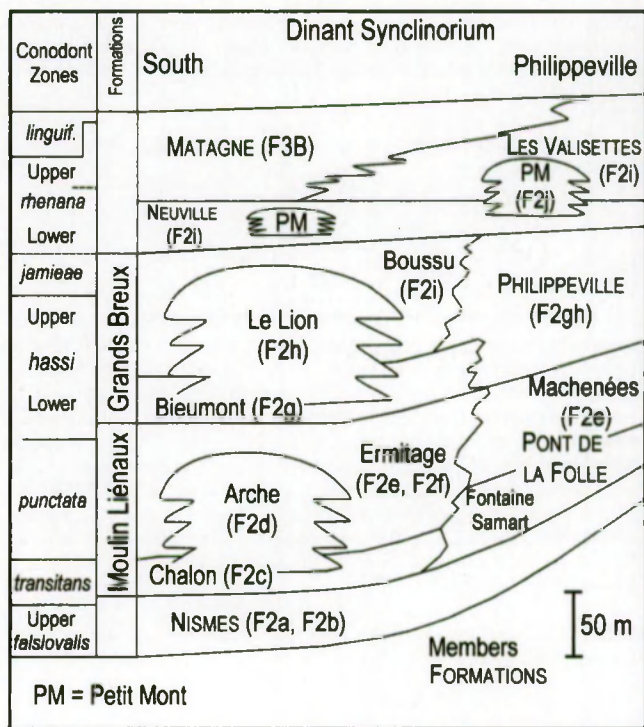 Conodont
Zones
Formations
Dinant Synclinorium
South
Philippeville
linguif.
Upper
rhenana
Lower
jamieae
Upper
hassi
Lower
punctata
transitans
Upper
falsiovalis
Grands Breux
Moulin Liénaux
MATAGNE (F3B)
LES VALISETTES
(F2i)
PM
(F2j)
NEUVILLE
(F2i)
PM
Boussu
(F2i)
PHILIPPEVILLE
(F2gh)
Le Lion
(F2h)
Bieumont (F2g)
Machenées
(F2e)
Ermitage
(F2e, F2f)
PONT DE
LA FOLLE
Fontaine
Samart
Arche
(F2d)
Chalon (F2c)
NISMES (F2a, F2b)
50 m
Members
FORMATIONS
PM = Petit Mont